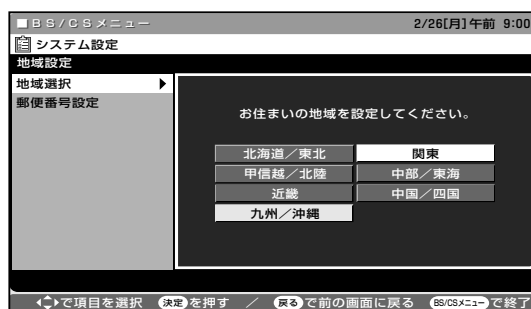 ■BS/CSメニュー 2/26[月]午前 9:00
システム設定
地域設定
地域選択
郵便番号設定
お住まいの地域を設定してください。
北海道／東北 関東
甲信越／北陸 中部／東海
近畿 中国／四国
九州／沖縄
で項目を選択 決定を押す ／ 戻るで前の画面に戻る BS/CSメニューで終了